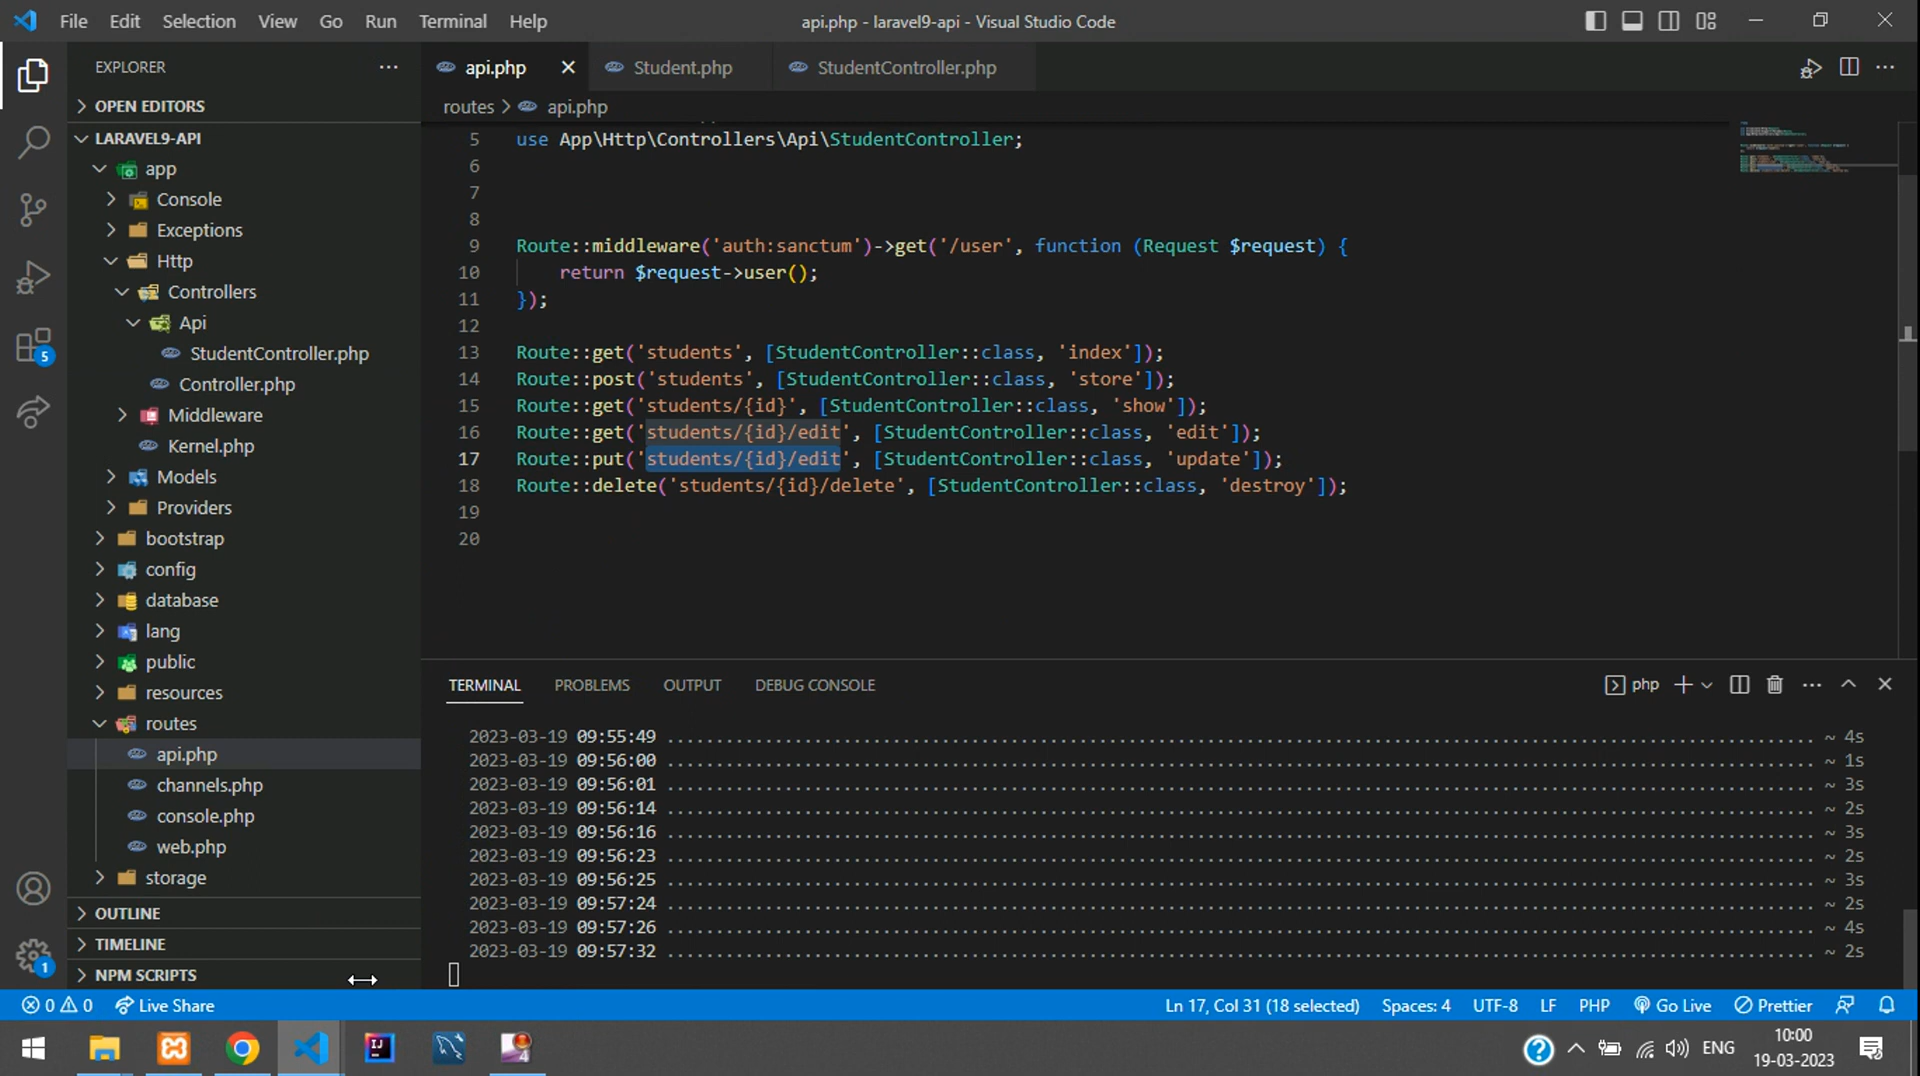 File Edit Selection View Go Run Terminal Help
api.php - laravel9-api - Visual Studio Code
EXPLORER
OPEN EDITORS
LARAVEL9-API
app
Console
Exceptions
Http
Controllers
Api
StudentController.php
Controller.php
Middleware
Kernel.php
Models
Providers
bootstrap
config
database
lang
public
resources
routes
api.php
channels.php
console.php
web.php
storage
OUTLINE
TIMELINE
NPM SCRIPTS
5
1
api.php Student.php StudentController.php
routes > api.php
5 use App\Http\Controllers\Api\StudentController;
6
7
8
9 Route::middleware('auth:sanctum')->get('/user', function (Request $request) {
10 return $request->user();
11 });
12
13 Route::get('students', [StudentController::class, 'index']);
14 Route::post('students', [StudentController::class, 'store']);
15 Route::get('students/{id}', [StudentController::class, 'show']);
16 Route::get('students/{id}/edit', [StudentController::class, 'edit']);
17 Route::put('students/{id}/edit', [StudentController::class, 'update']);
18 Route::delete('students/{id}/delete', [StudentController::class, 'destroy']);
19
20
TERMINAL PROBLEMS OUTPUT DEBUG CONSOLE
php
2023-03-19 09:55:49 ........ ~ 4s
2023-03-19 09:56:00 ........ ~ 1s
2023-03-19 09:56:01 ........ ~ 3s
2023-03-19 09:56:14 ........ ~ 2s
2023-03-19 09:56:16 ........ ~ 3s
2023-03-19 09:56:23 ........ ~ 2s
2023-03-19 09:56:25 ........ ~ 3s
2023-03-19 09:57:24 ........ ~ 2s
2023-03-19 09:57:26 ........ ~ 4s
2023-03-19 09:57:32 ........ ~ 2s
0 0 Live Share
Ln 17, Col 31 (18 selected) Spaces: 4 UTF-8 LF PHP Go Live Prettier
IJ
4
ENG
10:00
19-03-2023